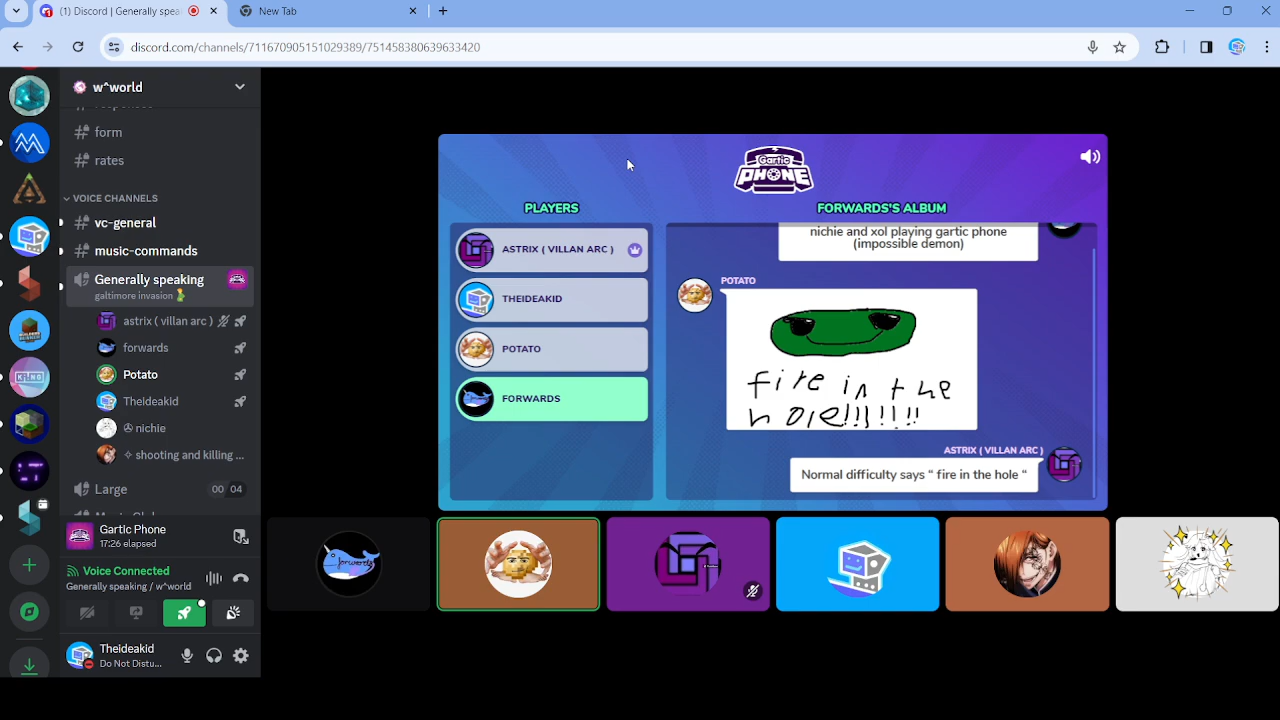 (1) Discord | Generally spea
New Tab
discord.com/channels/711670905151029389/751458380639633420
w^world
form
rates
VOICE CHANNELS
vc-general
music-commands
Generally speaking
galtimore invasion
astrix ( villan arc )
forwards
Potato
Theideakid
nichie
shooting and killing ...
Large
00 04
Gartic Phone
17:26 elapsed
Voice Connected
Generally speaking / w^world
Theideakid
Do Not Distu...
KING
Gartic
PHONE
PLAYERS
FORWARDS'S ALBUM
ASTRIX ( VILLAN ARC )
THEIDEAKID
POTATO
FORWARDS
nichie and xol playing gartic phone
(impossible demon)
POTATO
fire in the
hole!!!!!!!
ASTRIX ( VILLAN ARC )
Normal difficulty says “ fire in the hole “
forwards